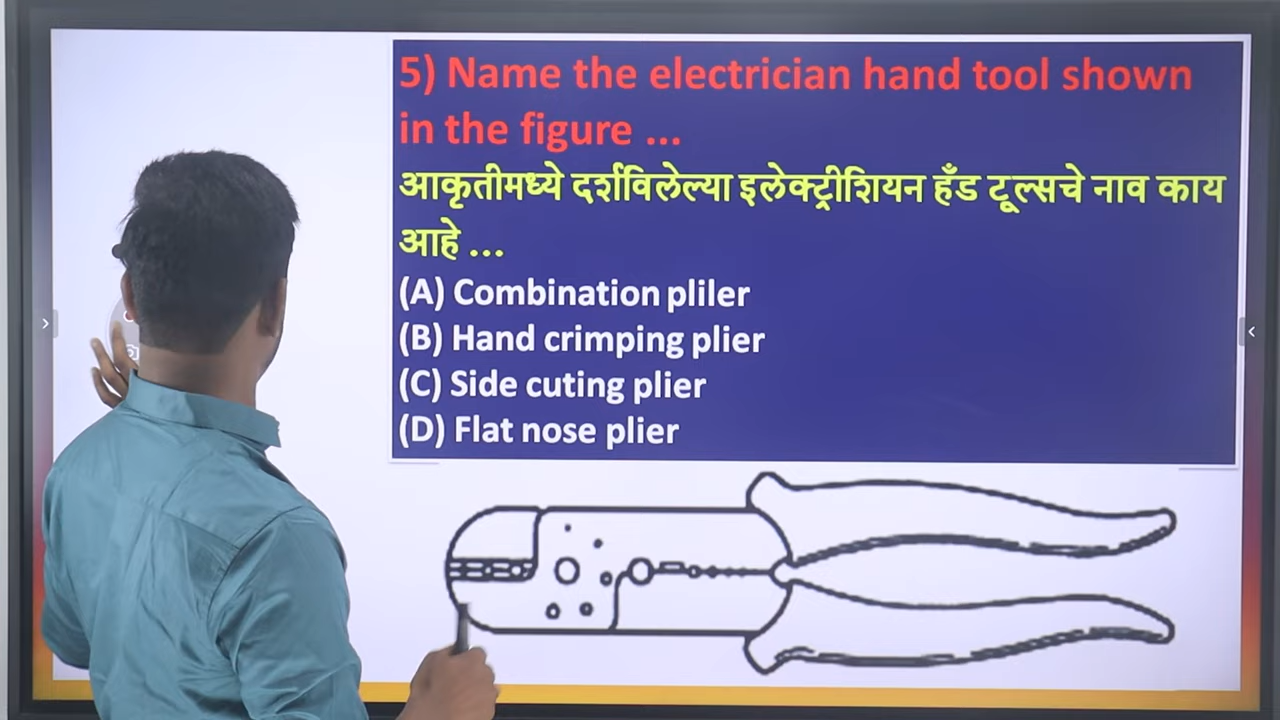 5) Name the electrician hand tool shown
in the figure ...
आकृतीमध्ये दर्शविलेल्या इलेक्ट्रीशियन हँड टूल्सचे नाव काय
आहे ...
(A) Combination pliler
(B) Hand crimping plier
(C) Side cuting plier
(D) Flat nose plier